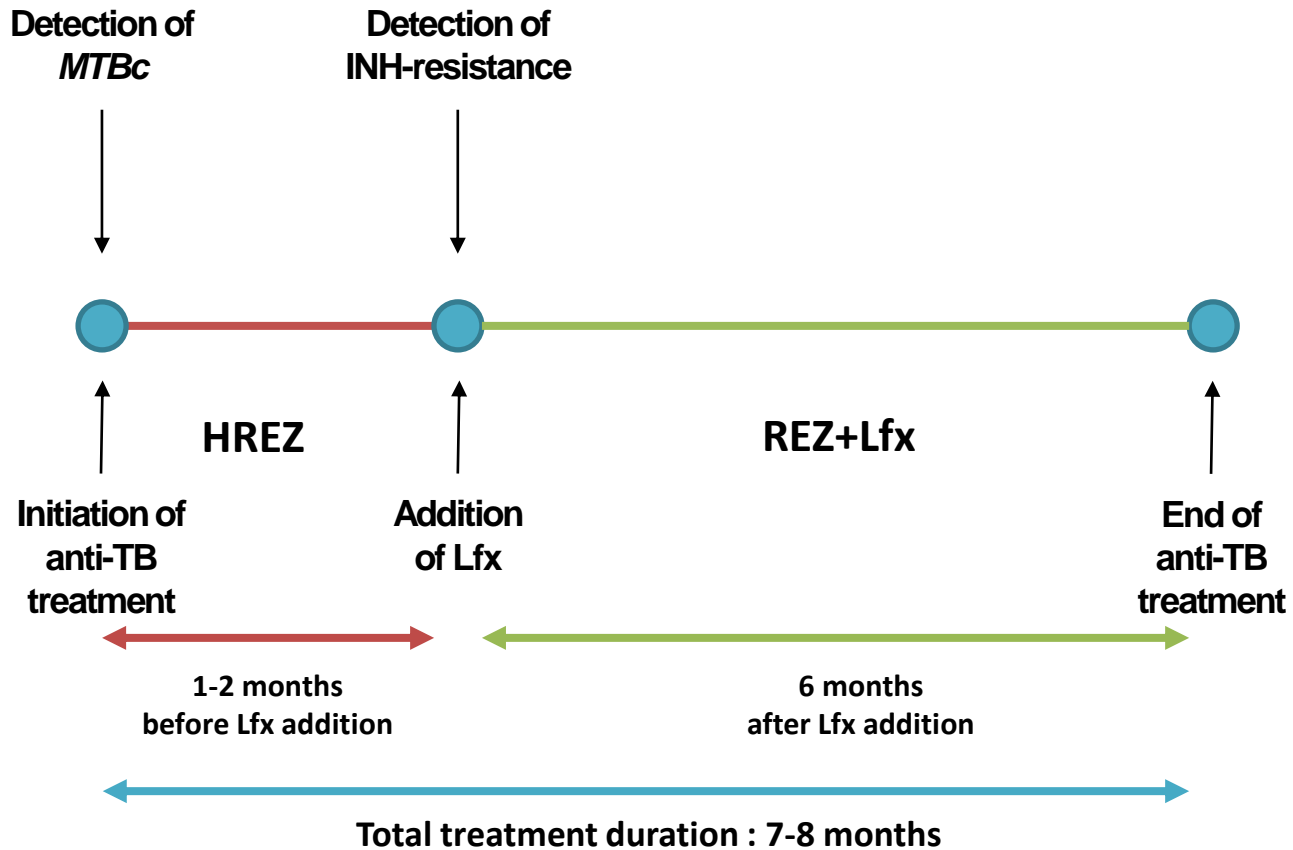 Detection of
MTBc
Detection of
INH-resistance
HREZ
REZ+Lfx
Initiation of
anti-TB
treatment
Addition
of Lfx
End of
anti-TB
treatment
1-2 months
before Lfx addition
6 months
after Lfx addition
Total treatment duration : 7-8 months